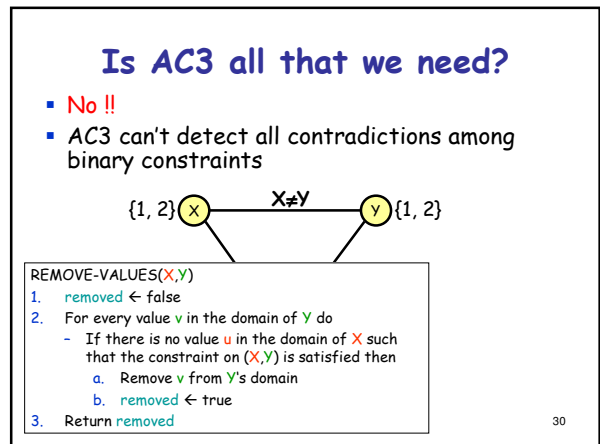 Is AC3 all that we need?
▪ No !!
▪ AC3 can't detect all contradictions among
binary constraints
{1, 2} X X≠Y Y {1, 2}
REMOVE-VALUES(X,Y)
1. removed ← false
2. For every value v in the domain of Y do
– If there is no value u in the domain of X such
that the constraint on (X,Y) is satisfied then
a. Remove v from Y's domain
b. removed ← true
3. Return removed
30